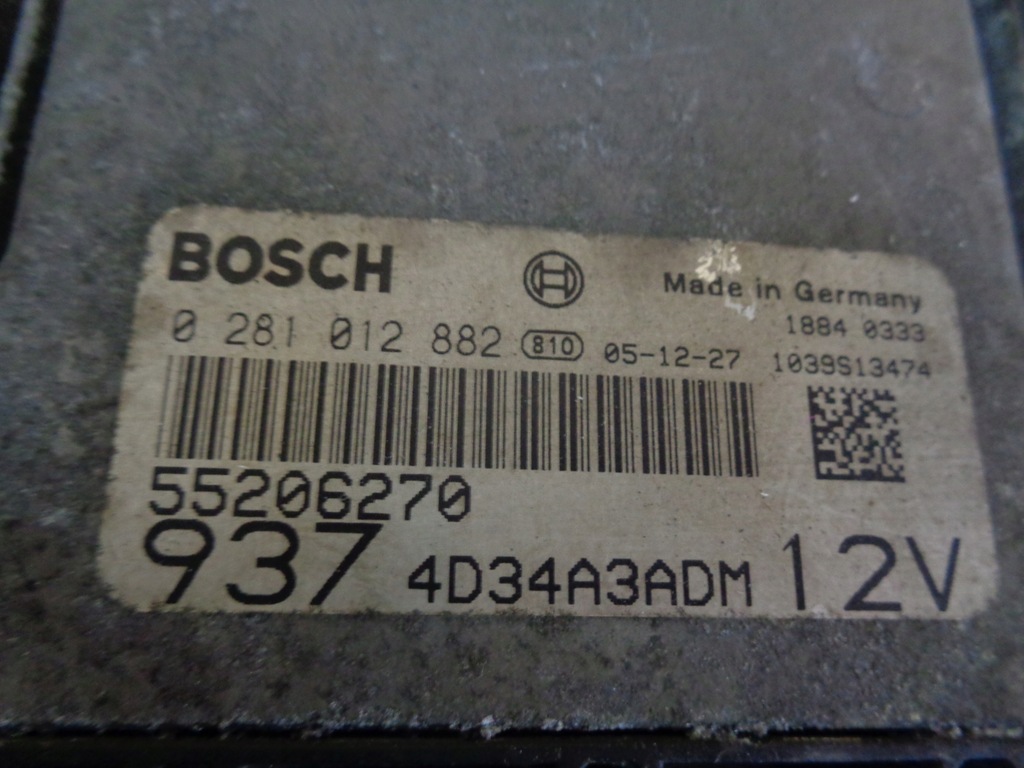 BOSCH
Made in Germany
0 281 012 882 810 05-12-27
1884 0333
1039S13474
55206270
937 4D34A3ADM 12V